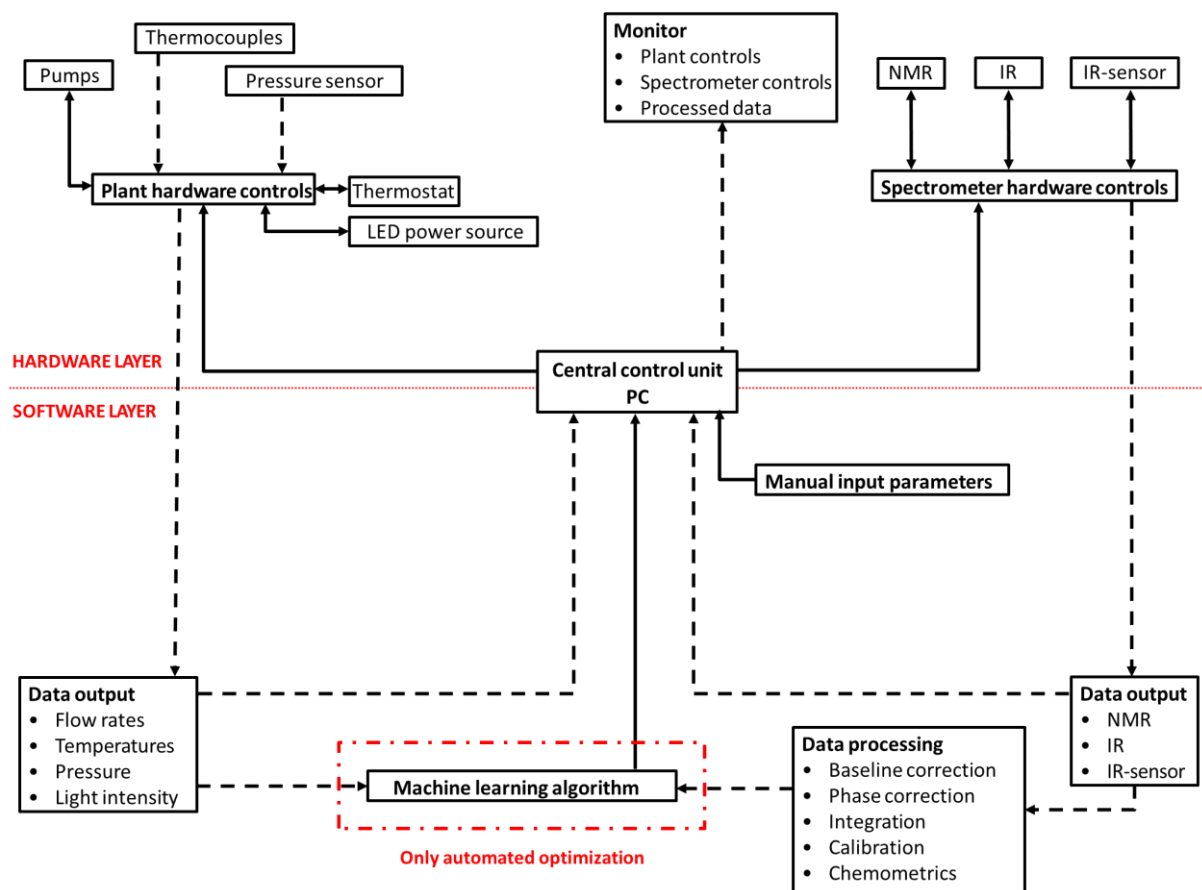 Thermocouples
Pumps
Pressure sensor
Monitor
• Plant controls
• Spectrometer controls
• Processed data
NMR
IR
IR-sensor
Plant hardware controls
Thermostat
LED power source
Spectrometer hardware controls
HARDWARE LAYER
SOFTWARE LAYER
Central control unit
PC
Manual input parameters
Data output
• Flow rates
• Temperatures
• Pressure
• Light intensity
Machine learning algorithm
Only automated optimization
Data processing
• Baseline correction
• Phase correction
• Integration
• Calibration
• Chemometrics
Data output
• NMR
• IR
• IR-sensor